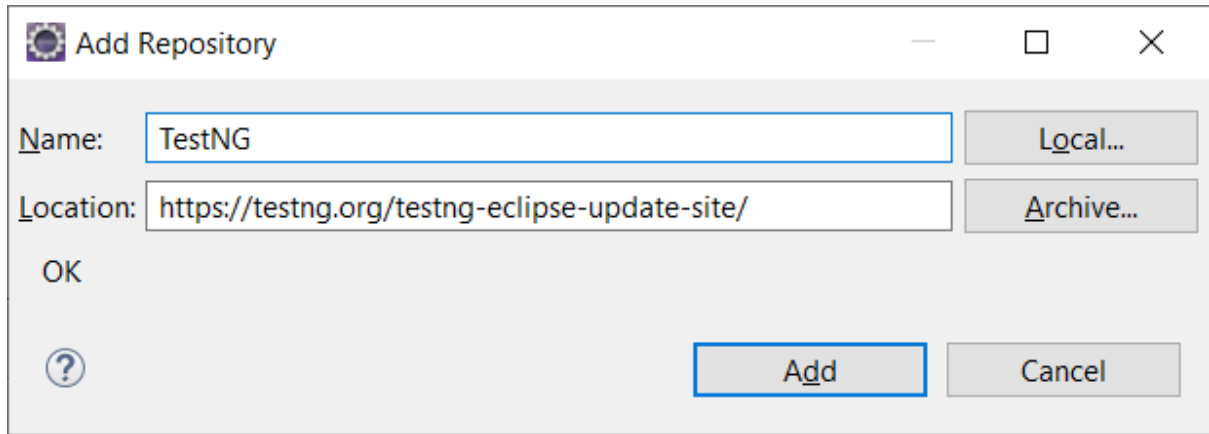 Add Repository
Name: TestNG Local...
Location: https://testng.org/testng-eclipse-update-site/ Archive...
OK
? Add Cancel